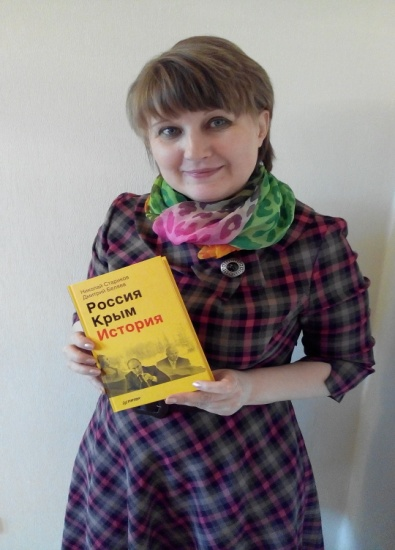 Николай Стариков
Дмитрий Беляев
Россия
Крым
История
ПИТЕР